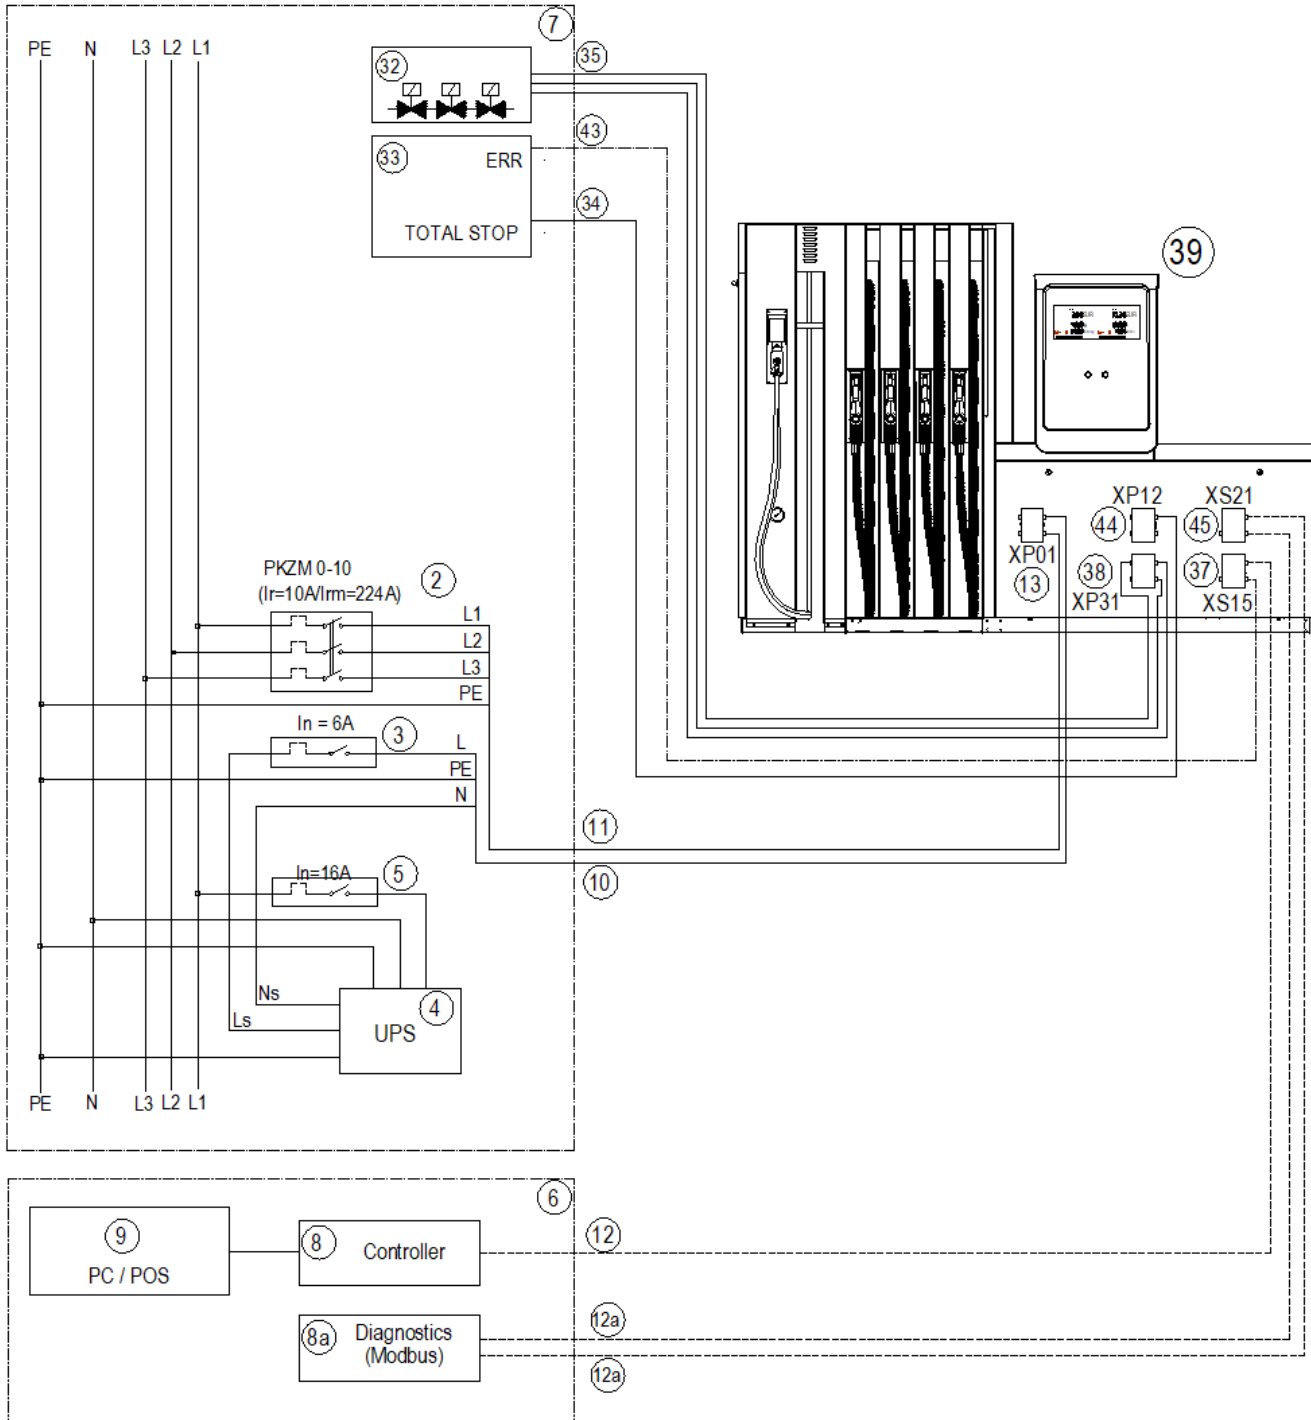 7
PE N L3 L2 L1
32
35
43
33
ERR
34
TOTAL STOP
39
XP12 XS21
44
45
XP01
13
38
37
XP31
XS15
PKZM 0-10
(Ir=10A/Irm=224A)
2
L1
L2
L3
PE
In = 6A
3
L
PE
N
11
10
In=16A
5
Ns
Ls
4
UPS
PE N L3 L2 L1
6
9
PC / POS
8
Controller
12
8a
Diagnostics
(Modbus)
12a
12a